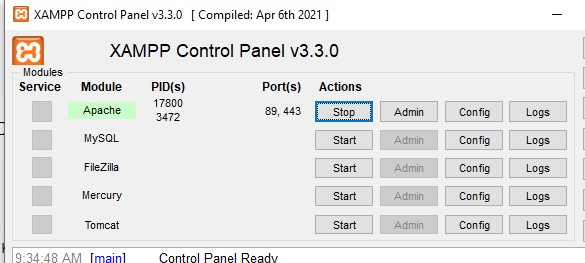 XAMPP Control Panel v3.3.0 [ Compiled: Apr 6th 2021 ]
XAMPP Control Panel v3.3.0
Modules
Service Module PID(s) Port(s) Actions
Apache 17800 3472 89, 443 Stop Admin Config Logs
MySQL Start Admin Config Logs
FileZilla Start Admin Config Logs
Mercury Start Admin Config Logs
Tomcat Start Admin Config Logs
9:34:48 AM [main] Control Panel Ready